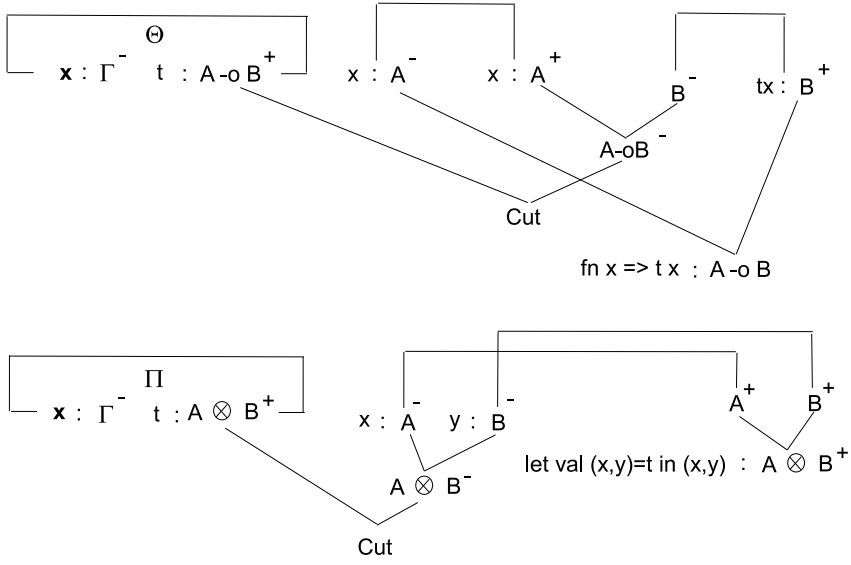 Θ
x : Γ⁻ t : A -o B⁺ x : A⁻ x : A⁺ B⁻ tx : B⁺
A-oB⁻
Cut
fn x => t x : A -o B
Π
x : Γ⁻ t : A ⊗ B⁺ x : A⁻ y : B⁻ A⁺ B⁺
A ⊗ B⁻ let val (x,y)=t in (x,y) : A ⊗ B⁺
Cut